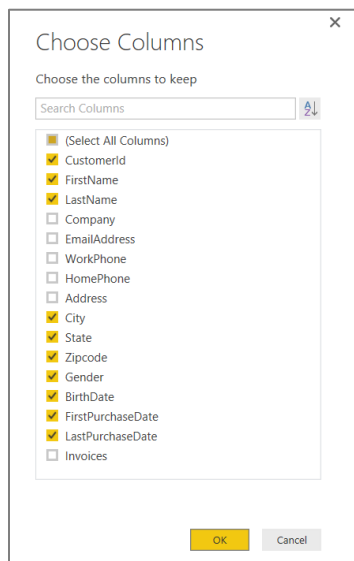 Choose Columns
Choose the columns to keep
Search Columns
(Select All Columns)
CustomerId
FirstName
LastName
Company
EmailAddress
WorkPhone
HomePhone
Address
City
State
Zipcode
Gender
BirthDate
FirstPurchaseDate
LastPurchaseDate
Invoices
OK Cancel